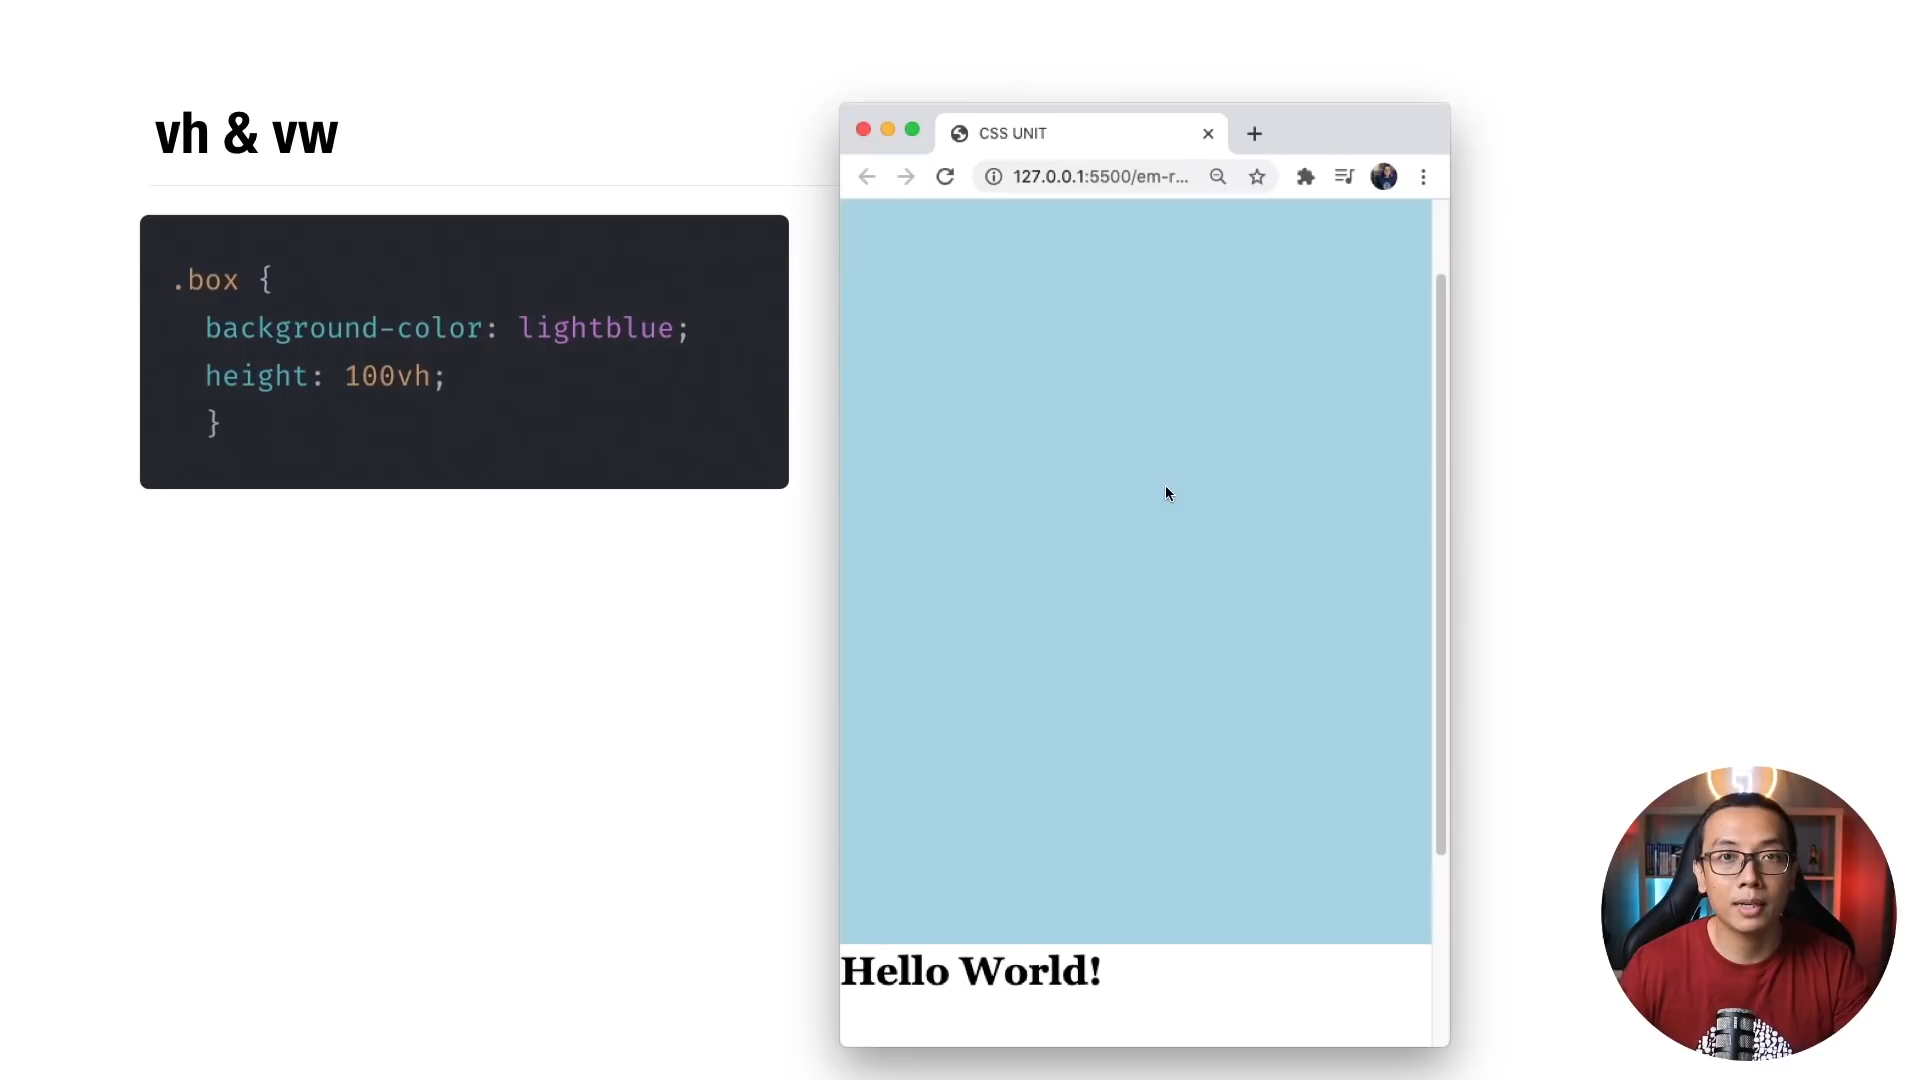 vh & vw
.box {
background-color: lightblue;
height: 100vh;
}
CSS UNIT
127.0.0.1:5500/em-r...
Hello World!